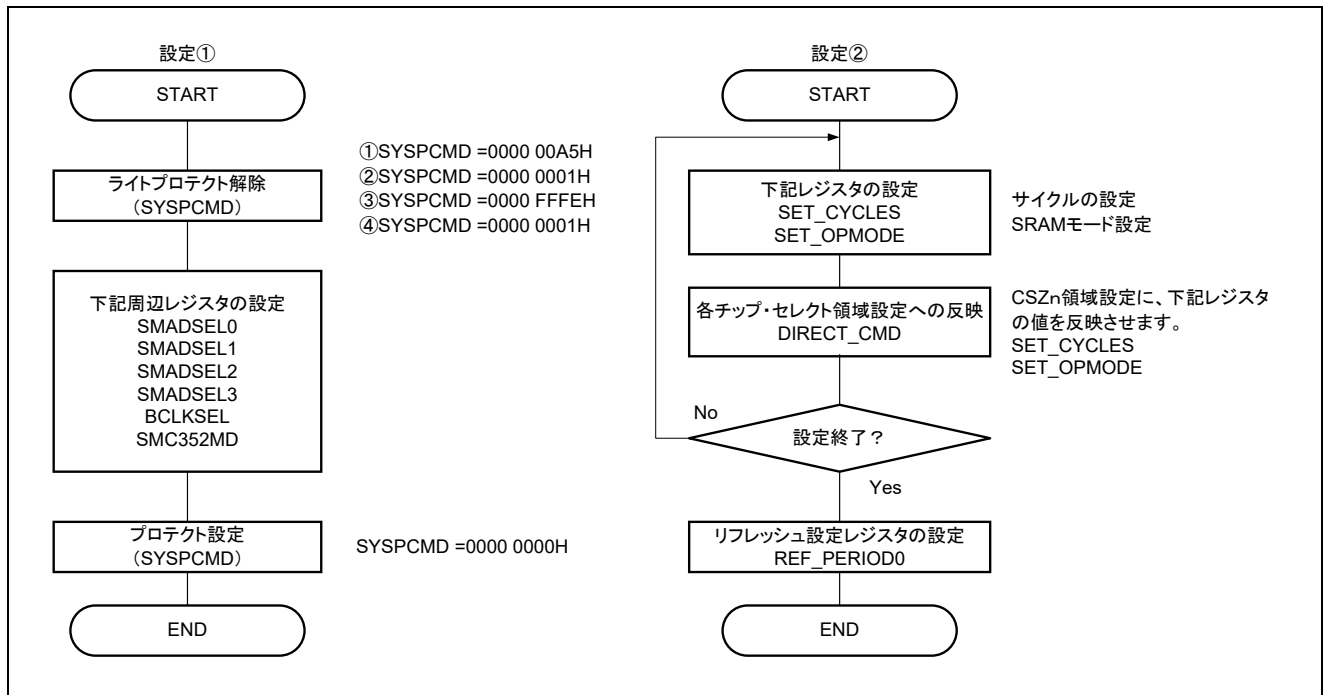 設定①
START
ライトプロテクト解除
(SYSPCMD)
①SYSPCMD =0000 00A5H
②SYSPCMD =0000 0001H
③SYSPCMD =0000 FFFEH
④SYSPCMD =0000 0001H
下記周辺レジスタの設定
SMADSEL0
SMADSEL1
SMADSEL2
SMADSEL3
BCLKSEL
SMC352MD
プロテクト設定
(SYSPCMD)
SYSPCMD =0000 0000H
END
設定②
START
下記レジスタの設定
SET_CYCLES
SET_OPMODE
サイクルの設定
SRAMモード設定
各チップ・セレクト領域設定への反映
DIRECT_CMD
CSZn領域設定に、下記レジスタ
の値を反映させます。
SET_CYCLES
SET_OPMODE
No
設定終了？
Yes
リフレッシュ設定レジスタの設定
REF_PERIOD0
END